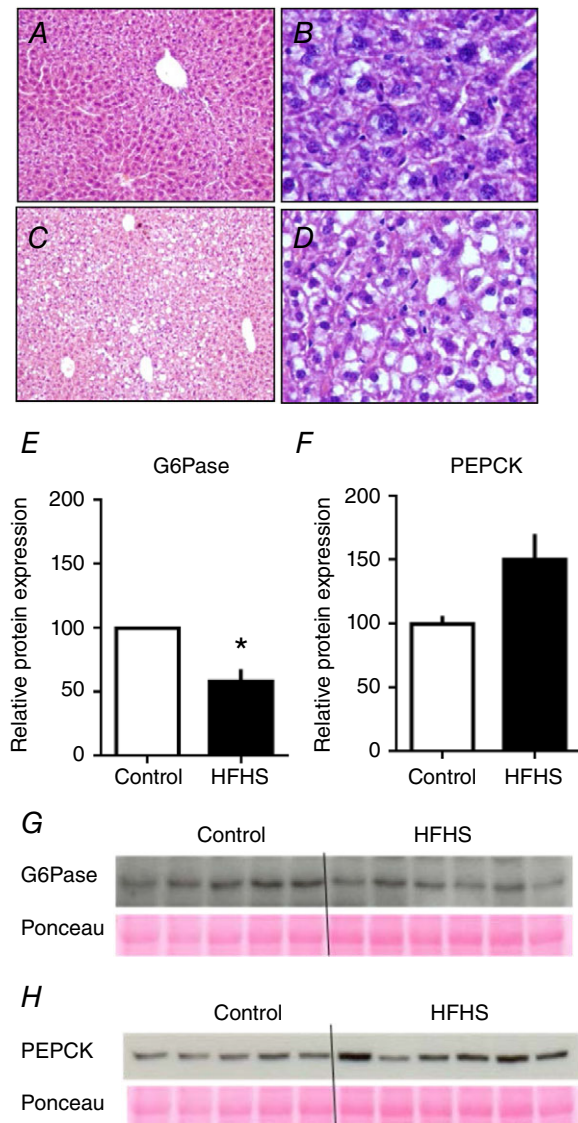 A
B
C
D
E
F
G6Pase
PEPCK
Relative protein expression
200
150
100
50
0
*
Control
HFHS
Relative protein expression
200
150
100
50
0
Control
HFHS
G
Control
HFHS
G6Pase
Ponceau
H
Control
HFHS
PEPCK
Ponceau